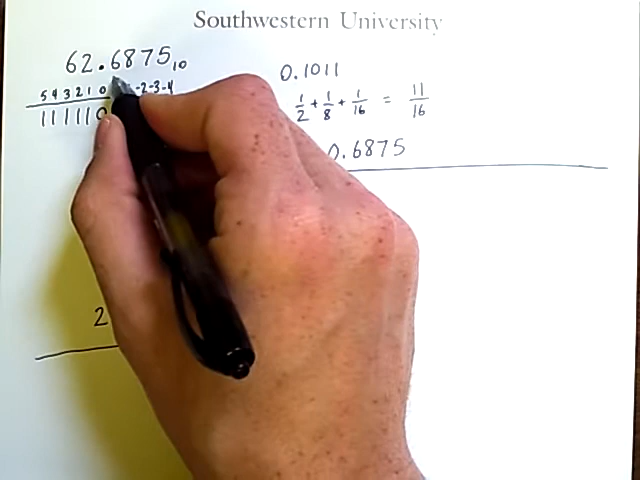 Southwestern University
62.6875₁₀
5 4 3 2 1 0 -2-3-4
111110
0.1011
1/2 + 1/8 + 1/16 = 11/16
0.6875
2